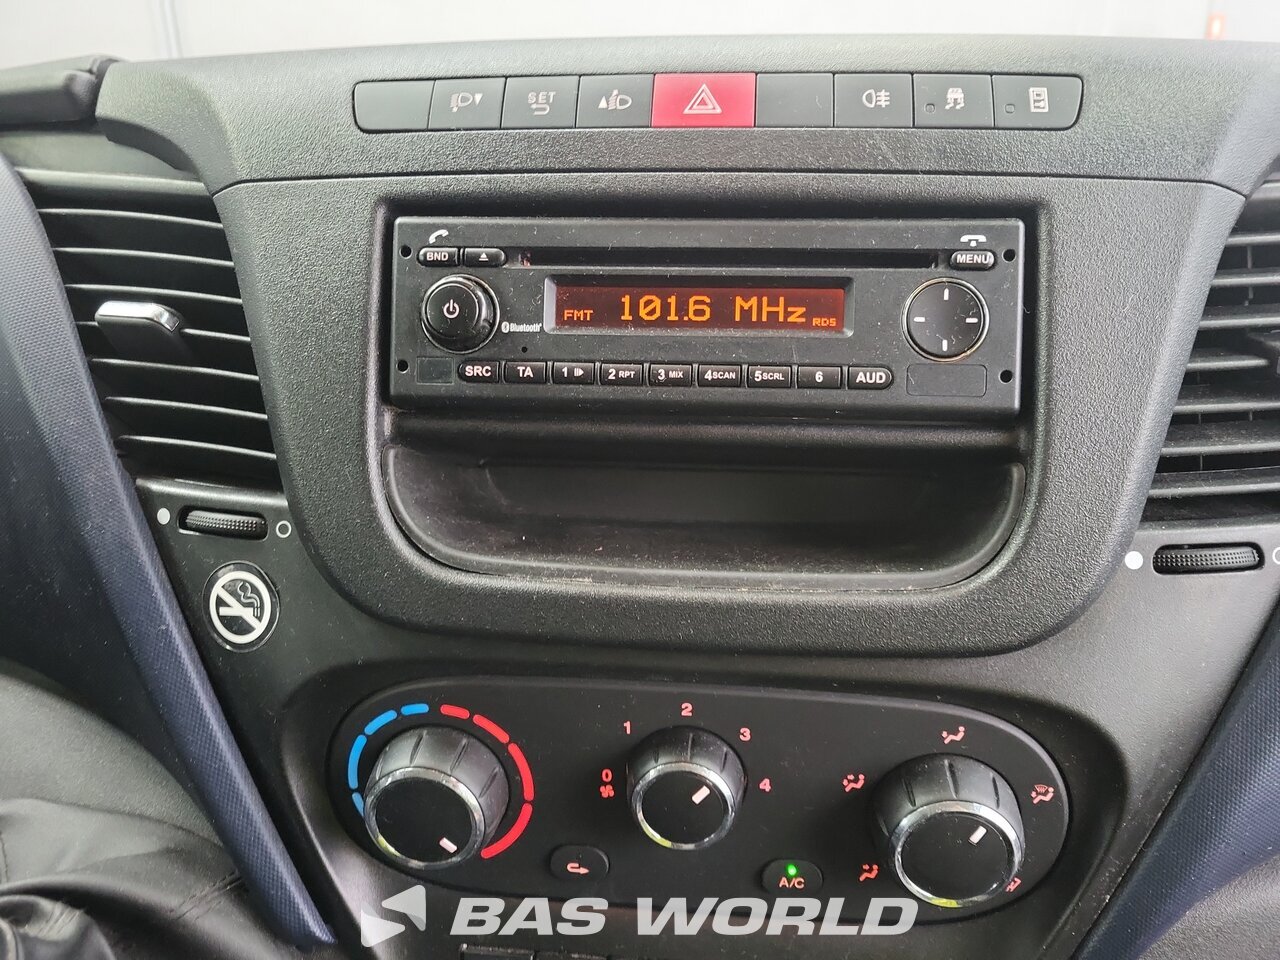 SET
BND
MENU
FMT 101.6 MHz RDS
Bluetooth
SRC TA 1 2 RPT 3 MIX 4 SCAN 5 SCRL 6 AUD
0 1 2 3 4
A/C
BAS WORLD